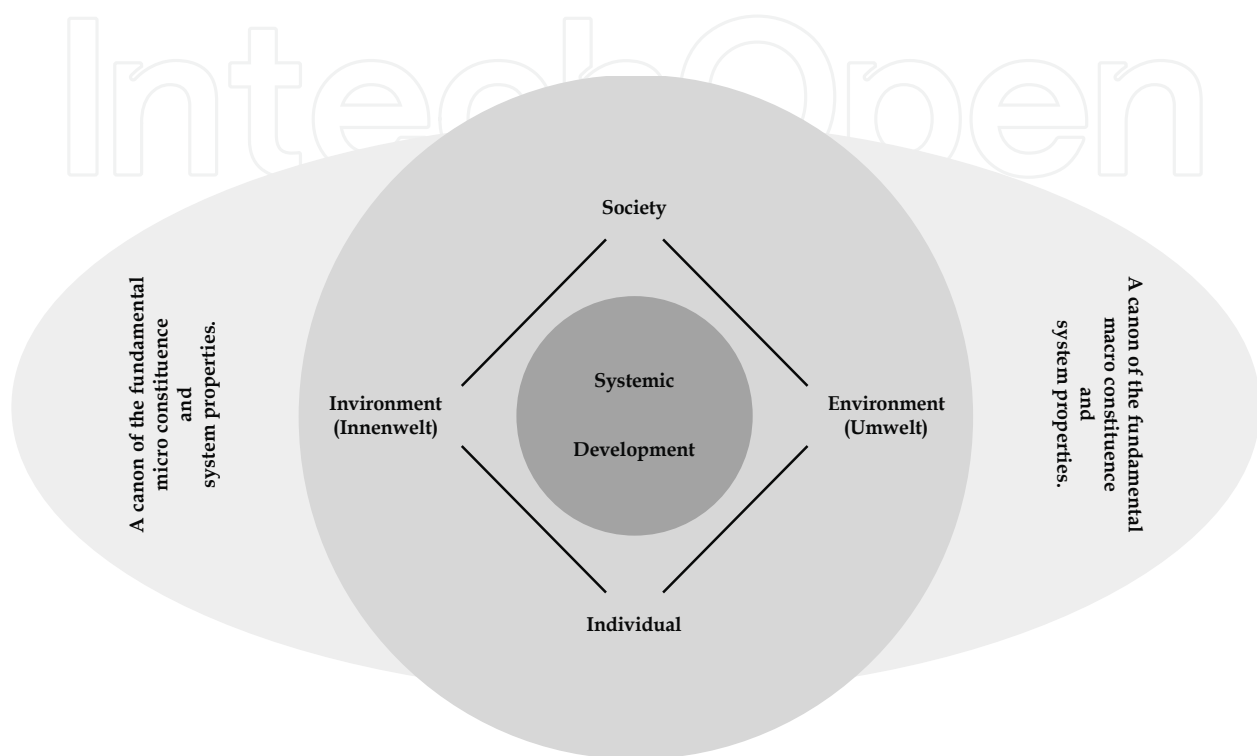 IntechOpen
Society
A canon of the fundamental
micro constituence
and
system properties.
Invironment
(Innenwelt)
Systemic
Development
Environment
(Umwelt)
A canon of the fundamental
macro constituence
and
system properties.
Individual